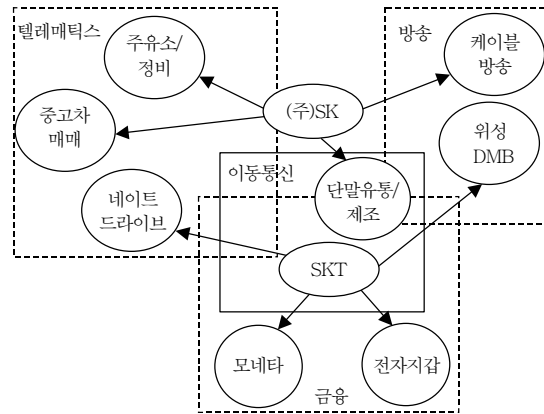 텔레매틱스
주유소/
정비
방송
케이블
방송
중고차
매매
(주)SK
위성
DMB
이동통신
단말유통/
제조
네이트
드라이브
SKT
모네타
전자지갑
금융